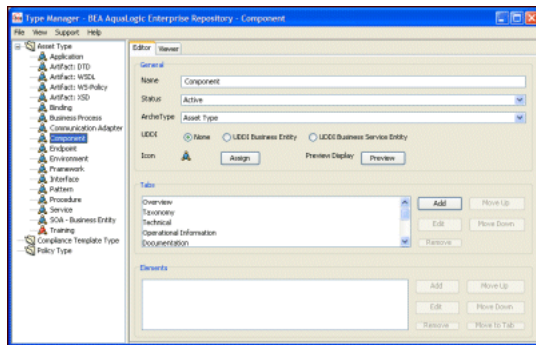 Type Manager - BEA AquaLogic Enterprise Repository - Component
File View Support Help
Asset Type
Application
Artifact: DTD
Artifact: WSDL
Artifact: WS-Policy
Artifact: XSD
Binding
Business Process
Communication Adapter
Component
Endpoint
Environment
Framework
Interface
Pattern
Procedure
Service
SOA - Business Entity
Training
Compliance Template Type
Policy Type
Editor Viewer
General
Name Component
Status Active
ArcheType Asset Type
UDDI None UDDI Business Entity UDDI Business Service Entity
Icon Assign Preview Display Preview
Tabs
Overview
Taxonomy
Technical
Operational Information
Documentation
Add Move Up
Edit Move Down
Remove
Elements
Add Move Up
Edit Move Down
Remove Move to Tab